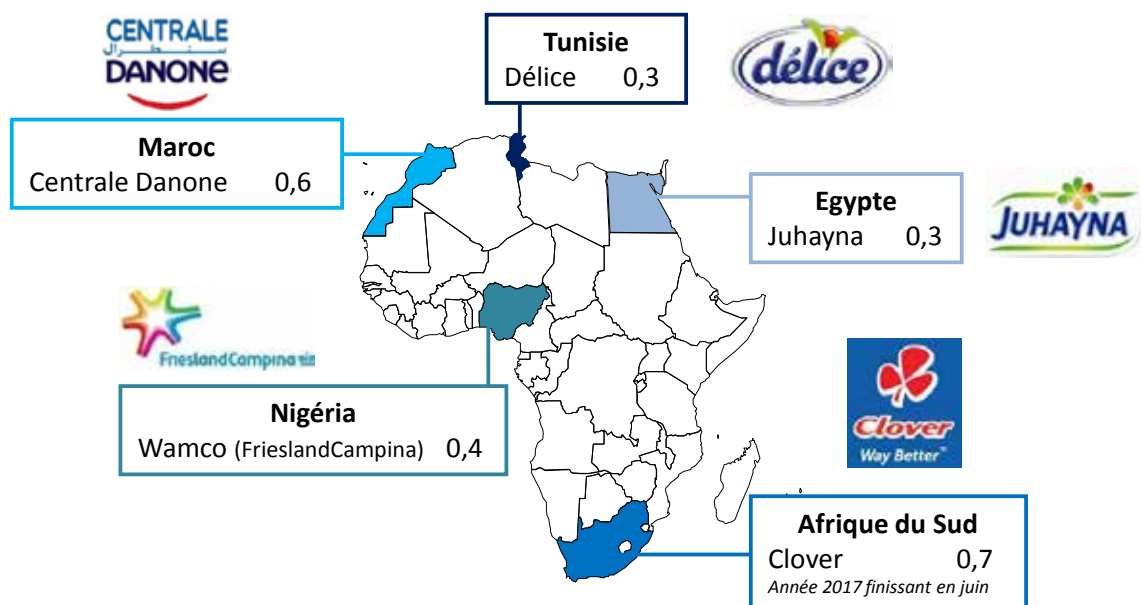 CENTRALE
سنطرال
DANONE
Tunisie
Délice 0,3
délice
Maroc
Centrale Danone 0,6
Egypte
Juhayna 0,3
JUHAYNA
FrieslandCampina
Nigéria
Wamco (FrieslandCampina) 0,4
Clover
Way Better™
Afrique du Sud
Clover 0,7
Année 2017 finissant en juin